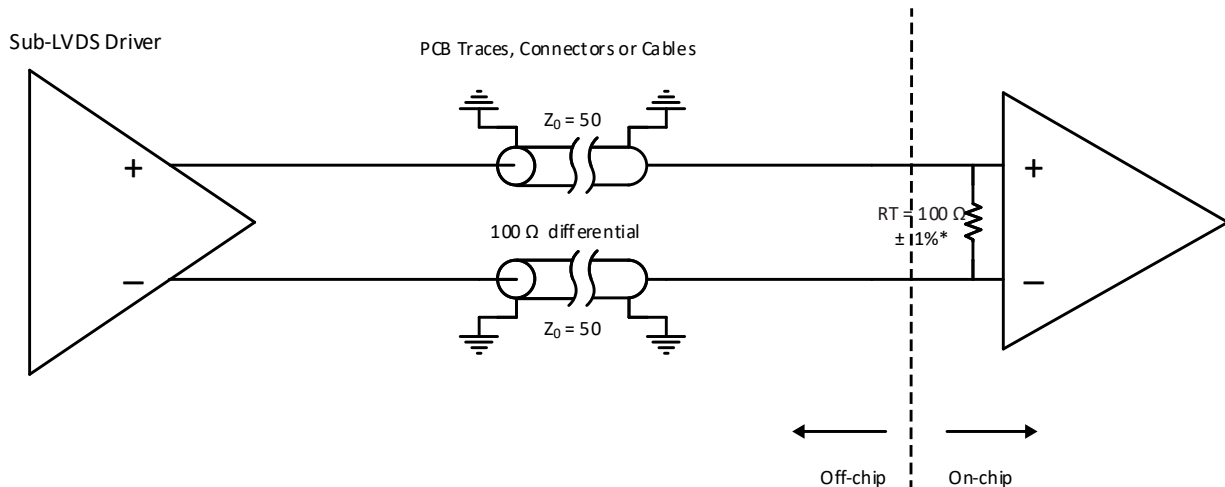 Sub-LVDS Driver
PCB Traces, Connectors or Cables
Z₀ = 50
+
+
RT = 100 Ω
± 1%*
100 Ω differential
−
−
Z₀ = 50
Off-chip
On-chip